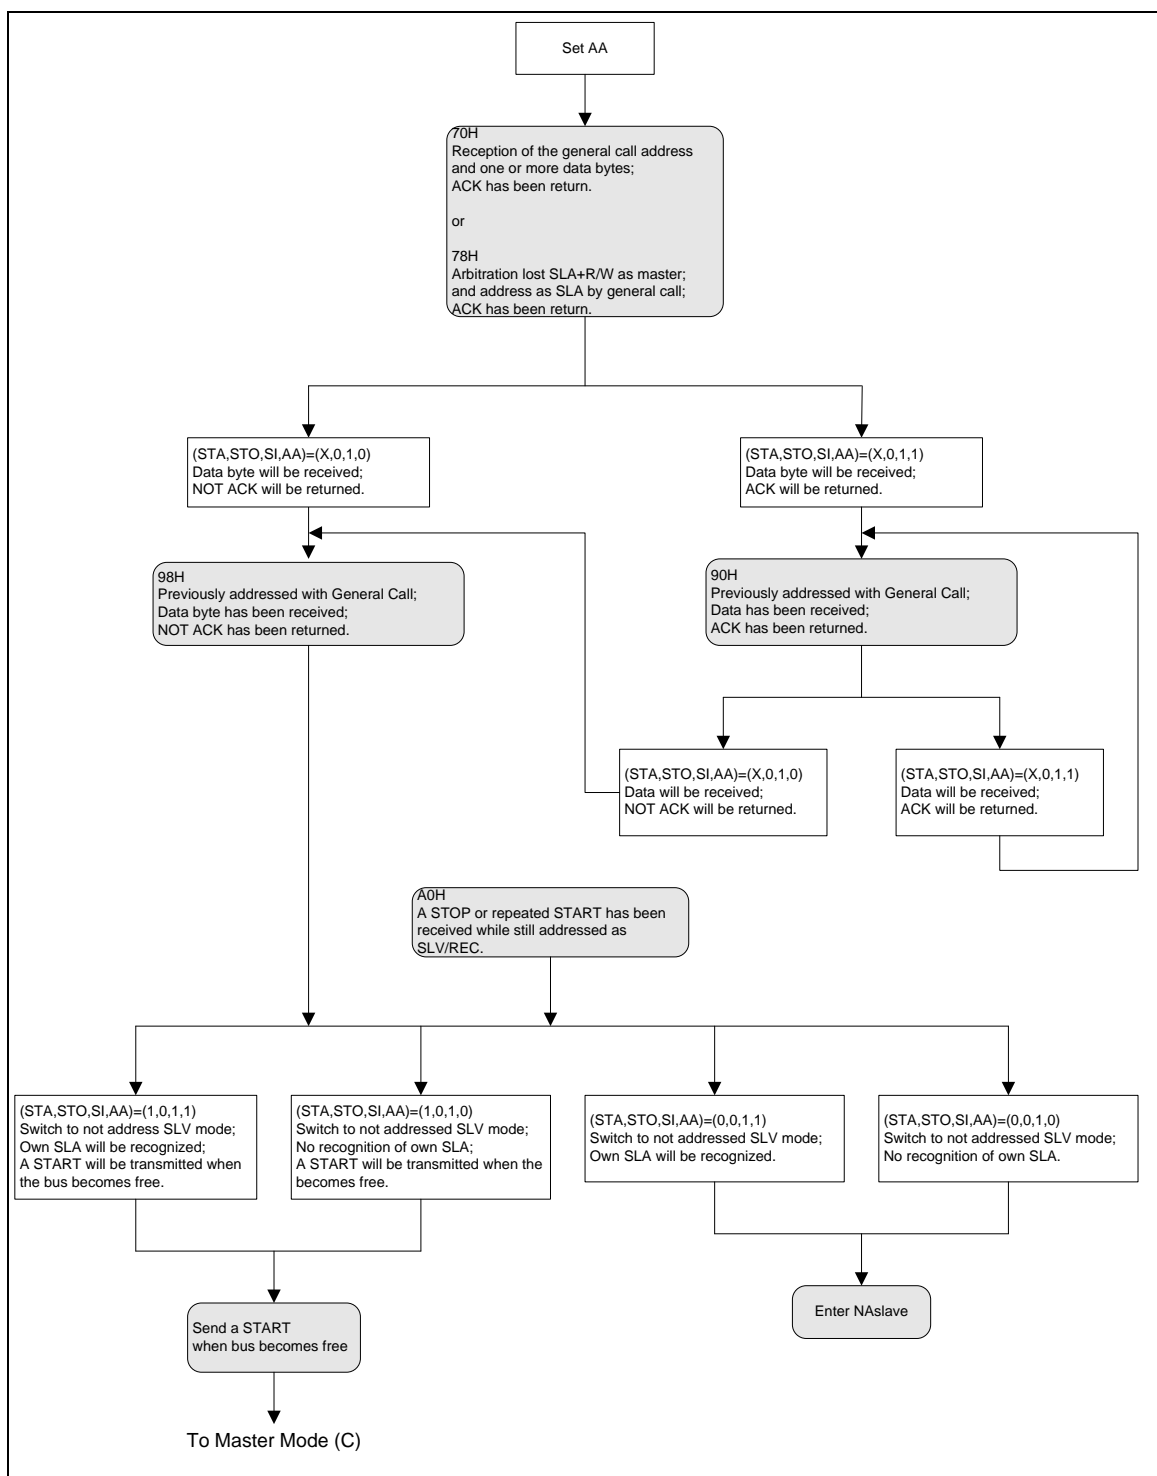 Set AA
70H
Reception of the general call address
and one or more data bytes;
ACK has been return.
or
78H
Arbitration lost SLA+R/W as master;
and address as SLA by general call;
ACK has been return.
(STA,STO,SI,AA)=(X,0,1,0)
Data byte will be received;
NOT ACK will be returned.
(STA,STO,SI,AA)=(X,0,1,1)
Data byte will be received;
ACK will be returned.
98H
Previously addressed with General Call;
Data byte has been received;
NOT ACK has been returned.
90H
Previously addressed with General Call;
Data has been received;
ACK has been returned.
(STA,STO,SI,AA)=(X,0,1,0)
Data will be received;
NOT ACK will be returned.
(STA,STO,SI,AA)=(X,0,1,1)
Data will be received;
ACK will be returned.
A0H
A STOP or repeated START has been
received while still addressed as
SLV/REC.
(STA,STO,SI,AA)=(1,0,1,1)
Switch to not address SLV mode;
Own SLA will be recognized;
A START will be transmitted when
the bus becomes free.
(STA,STO,SI,AA)=(1,0,1,0)
Switch to not addressed SLV mode;
No recognition of own SLA;
A START will be transmitted when the
becomes free.
(STA,STO,SI,AA)=(0,0,1,1)
Switch to not addressed SLV mode;
Own SLA will be recognized.
(STA,STO,SI,AA)=(0,0,1,0)
Switch to not addressed SLV mode;
No recognition of own SLA.
Send a START
when bus becomes free
Enter NAslave
To Master Mode (C)